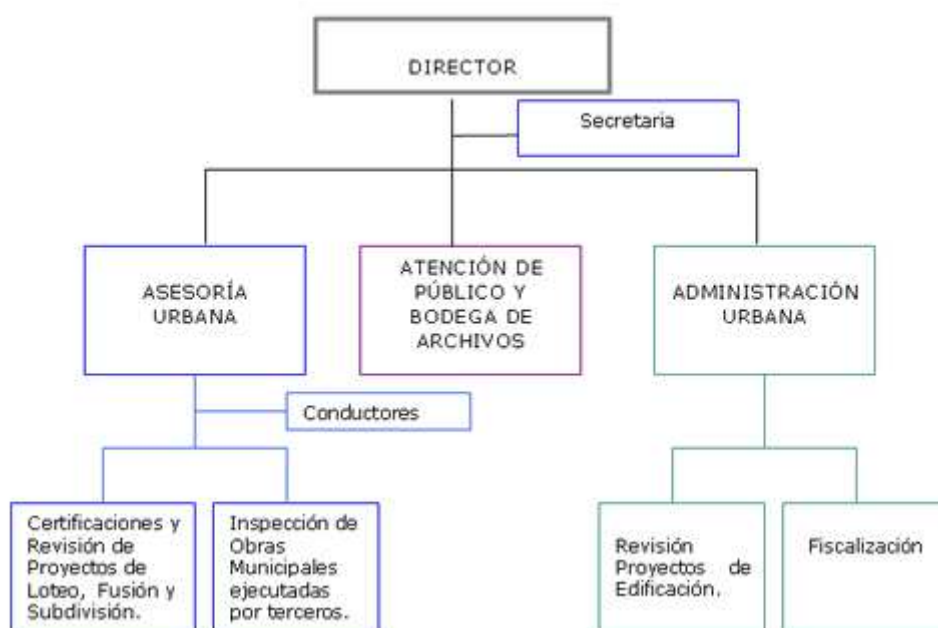 DIRECTOR
Secretaria
ASESORÍA
URBANA
ATENCIÓN DE
PÚBLICO Y
BODEGA DE
ARCHIVOS
ADMINISTRACIÓN
URBANA
Conductores
Certificaciones y
Revisión de
Proyectos de
Loteo, Fusión y
Subdivisión.
Inspección de
Obras
Municipales
ejecutadas
por terceros.
Revisión
Proyectos de
Edificación.
Fiscalización